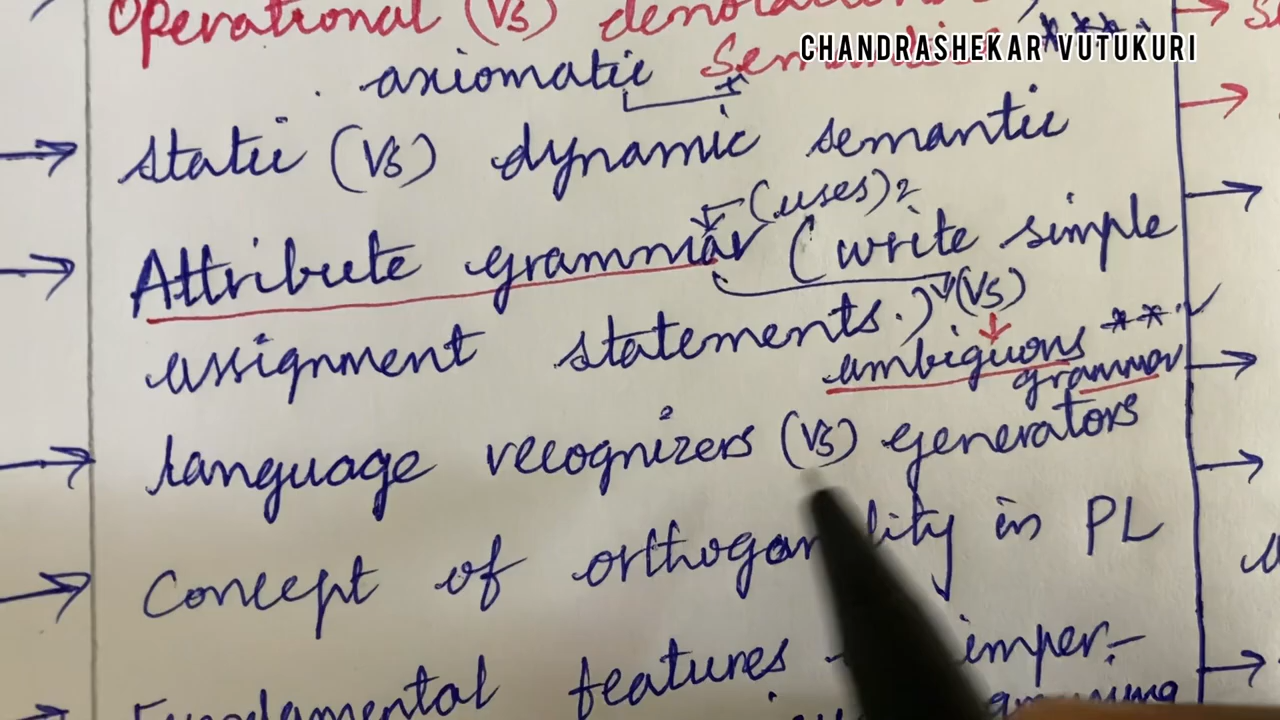 Operational (VS) denotational,
CHANDRASHEKAR VUTUKURI
axiomatic Semantics ***
static (VS) dynamic semantic
(uses)?
Attribute grammar (write simple
assignment statements.) (VS)
ambiguous **
grammar
language recognizers (VS) generators
Concept of orthogonality in PL
Fundamental features imper-